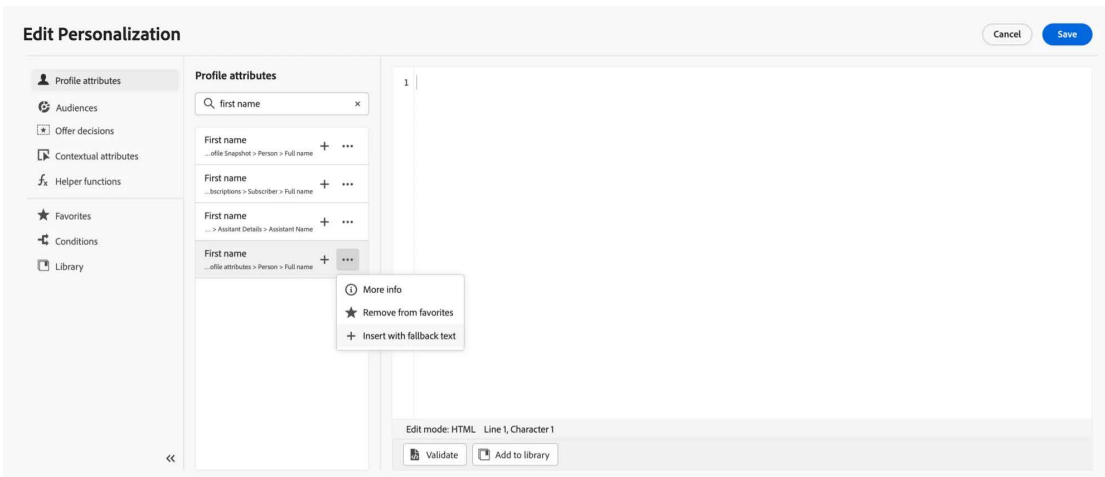 Edit Personalization
Cancel
Save
Profile attributes
Audiences
Offer decisions
Contextual attributes
Helper functions
Favorites
Conditions
Library
Profile attributes
first name
First name
...ofile Snapshot > Person > Full name
First name
...bscriptions > Subscriber > Full name
First name
... > Assitant Details > Assistant Name
First name
...ofile attributes > Person > Full name
More info
Remove from favorites
Insert with fallback text
1
Edit mode: HTML Line 1, Character 1
Validate
Add to library